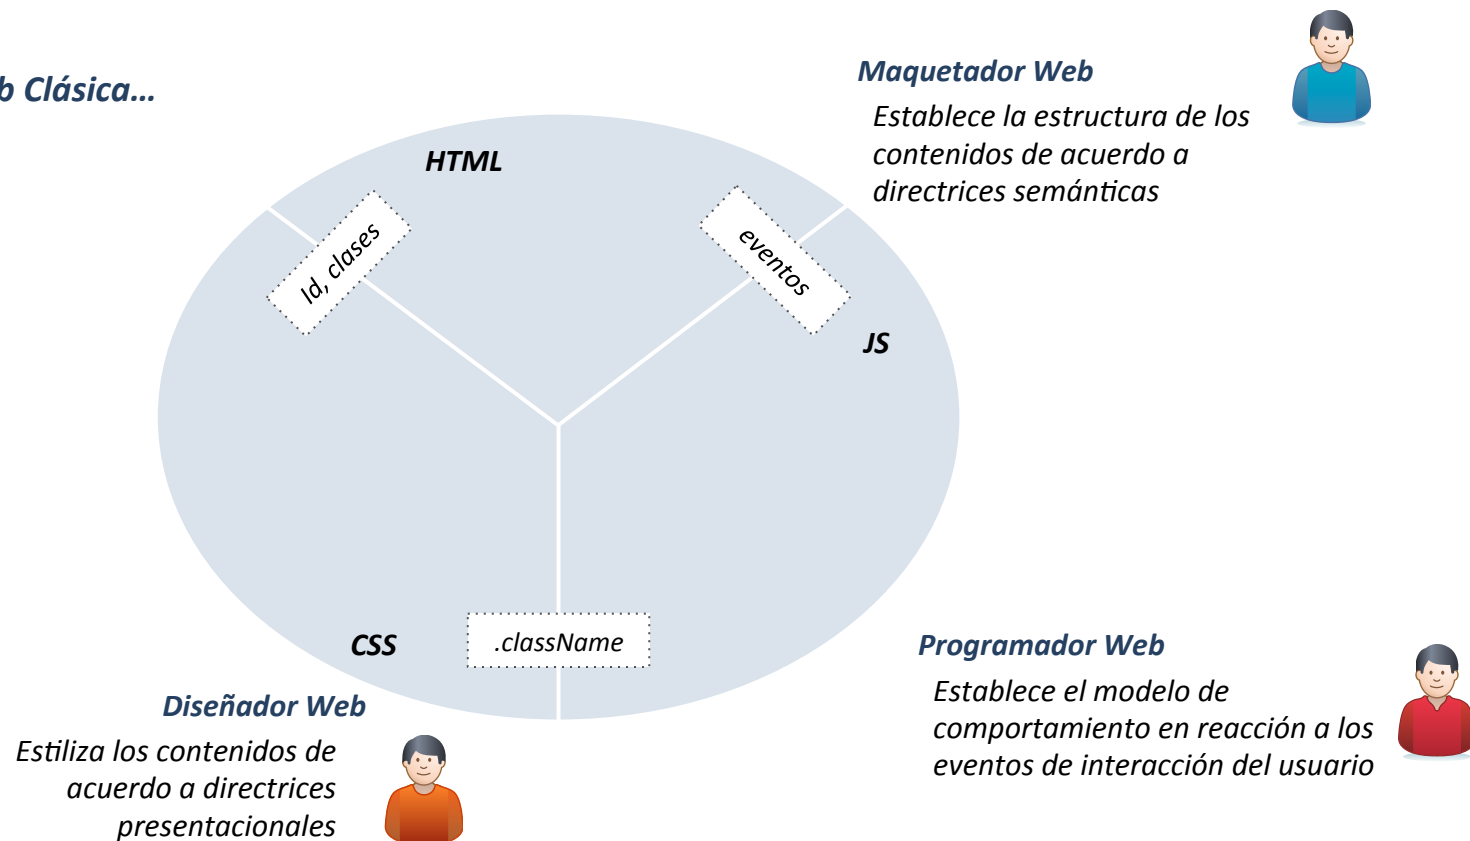 b Clásica...
Maquetador Web
Establece la estructura de los
contenidos de acuerdo a
directrices semánticas
HTML
Id, clases
eventos
JS
CSS
.className
Diseñador Web
Estiliza los contenidos de
acuerdo a directrices
presentacionales
Programador Web
Establece el modelo de
comportamiento en reacción a los
eventos de interacción del usuario